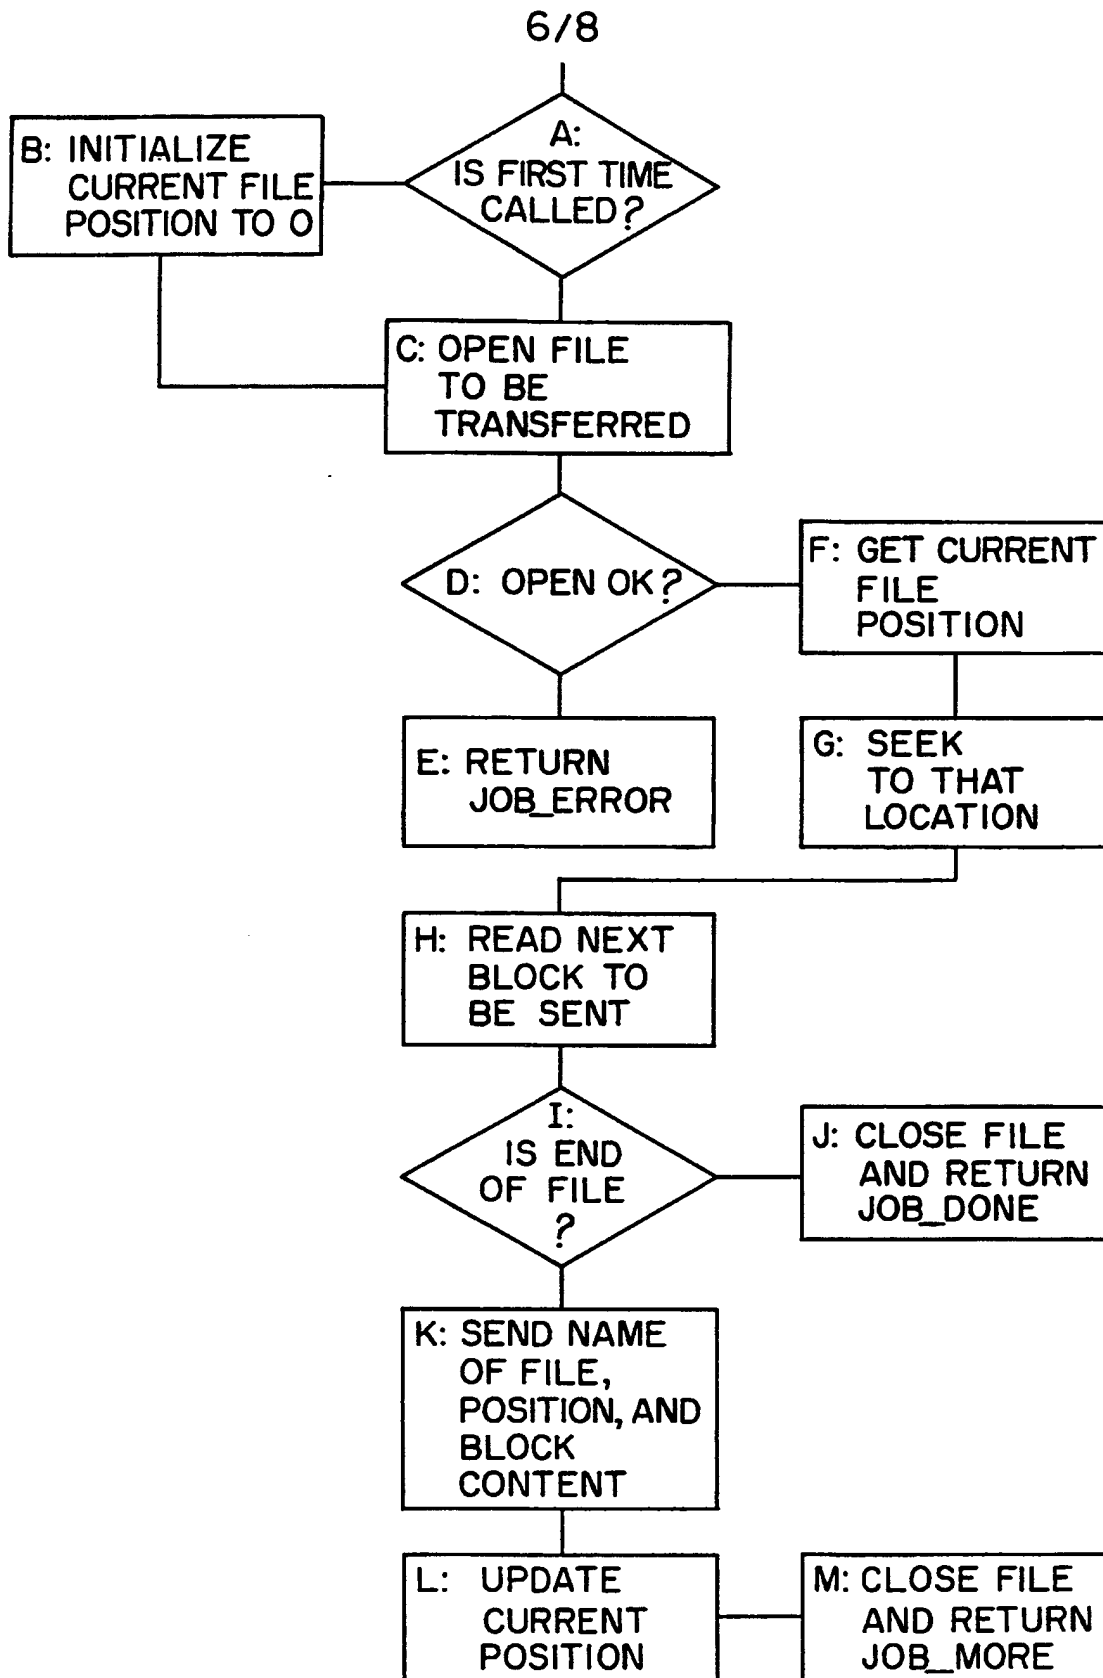 6/8
A:
IS FIRST TIME
CALLED?
B: INITIALIZE
CURRENT FILE
POSITION TO 0
C: OPEN FILE
TO BE
TRANSFERRED
D: OPEN OK?
F: GET CURRENT
FILE
POSITION
E: RETURN
JOB_ERROR
G: SEEK
TO THAT
LOCATION
H: READ NEXT
BLOCK TO
BE SENT
I:
IS END
OF FILE
?
J: CLOSE FILE
AND RETURN
JOB_DONE
K: SEND NAME
OF FILE,
POSITION, AND
BLOCK
CONTENT
L: UPDATE
CURRENT
POSITION
M: CLOSE FILE
AND RETURN
JOB_MORE